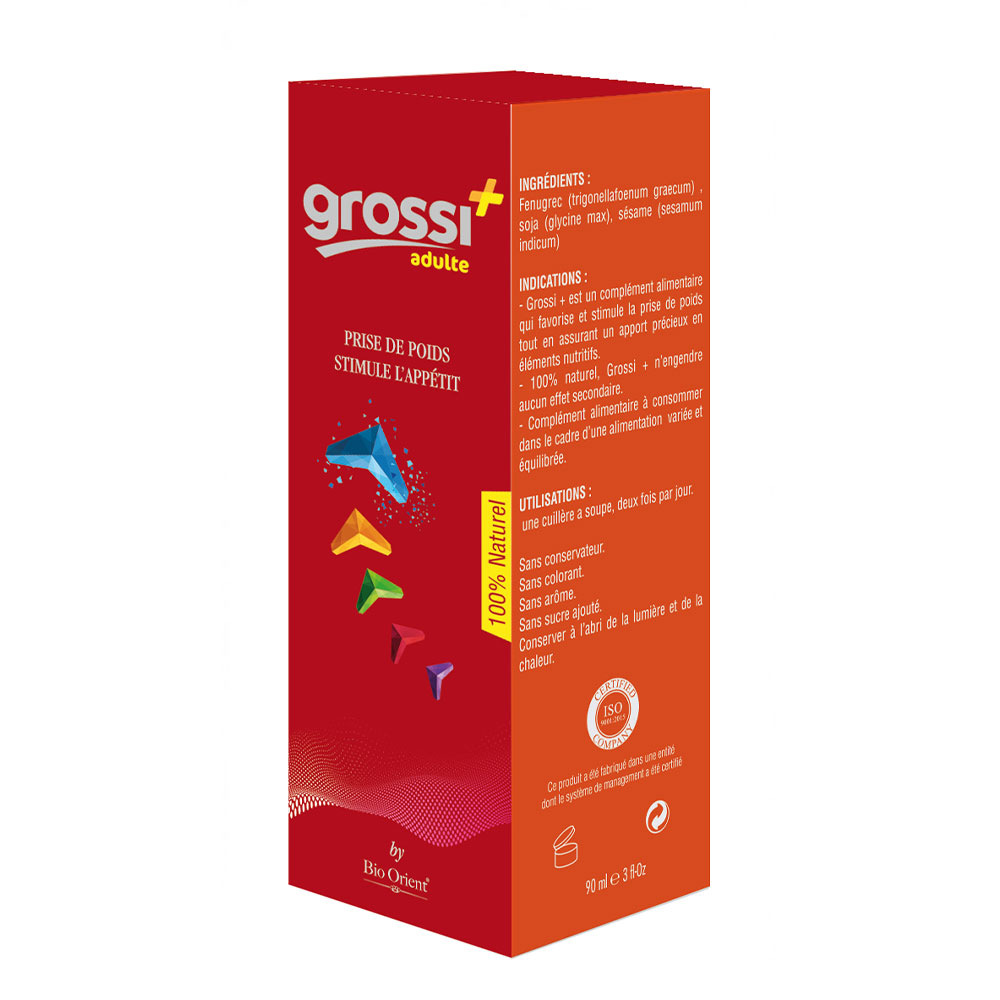 grossi+
adulte
PRISE DE POIDS
STIMULE L'APPÉTIT
100% Naturel
by
Bio Orient®
INGRÉDIENTS :
Fenugrec (trigonellafoenum graecum) ,
soja (glycine max), sésame (sesamum
indicum)
INDICATIONS :
- Grossi + est un complément alimentaire
qui favorise et stimule la prise de poids
tout en assurant un apport précieux en
éléments nutritifs.
- 100% naturel, Grossi + n'engendre
aucun effet secondaire.
- Complément alimentaire à consommer
dans le cadre d'une alimentation variée et
équilibrée.
UTILISATIONS :
une cuillère a soupe, deux fois par jour.
Sans conservateur.
Sans colorant.
Sans arôme.
Sans sucre ajouté.
Conserver à l'abri de la lumière et de la
chaleur.
CERTIFIED
ISO
9001:2015
COMPANY
Ce produit a été fabriqué dans une entité
dont le système de management a été certifié
90 ml e 3 fl-Oz